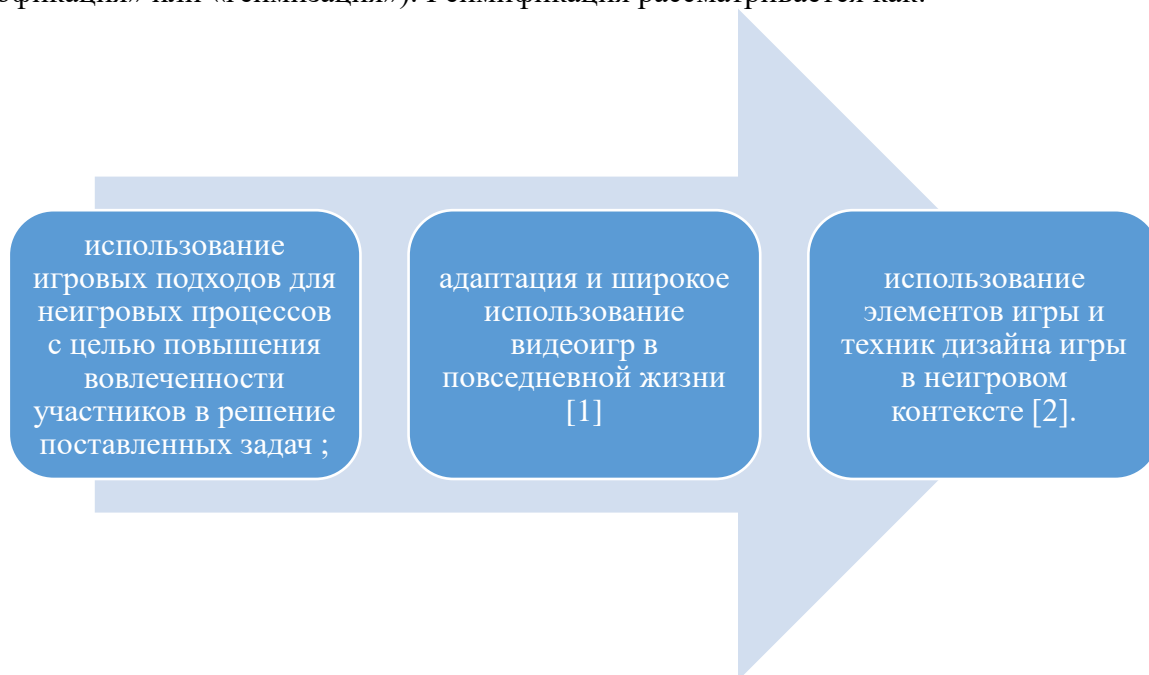 использование
игровых подходов для
неигровых процессов
с целью повышения
вовлеченности
участников в решение
поставленных задач ;
адаптация и широкое
использование
видеоигр в
повседневной жизни
[1]
использование
элементов игры и
техник дизайна игры
в неигровом
контексте [2].